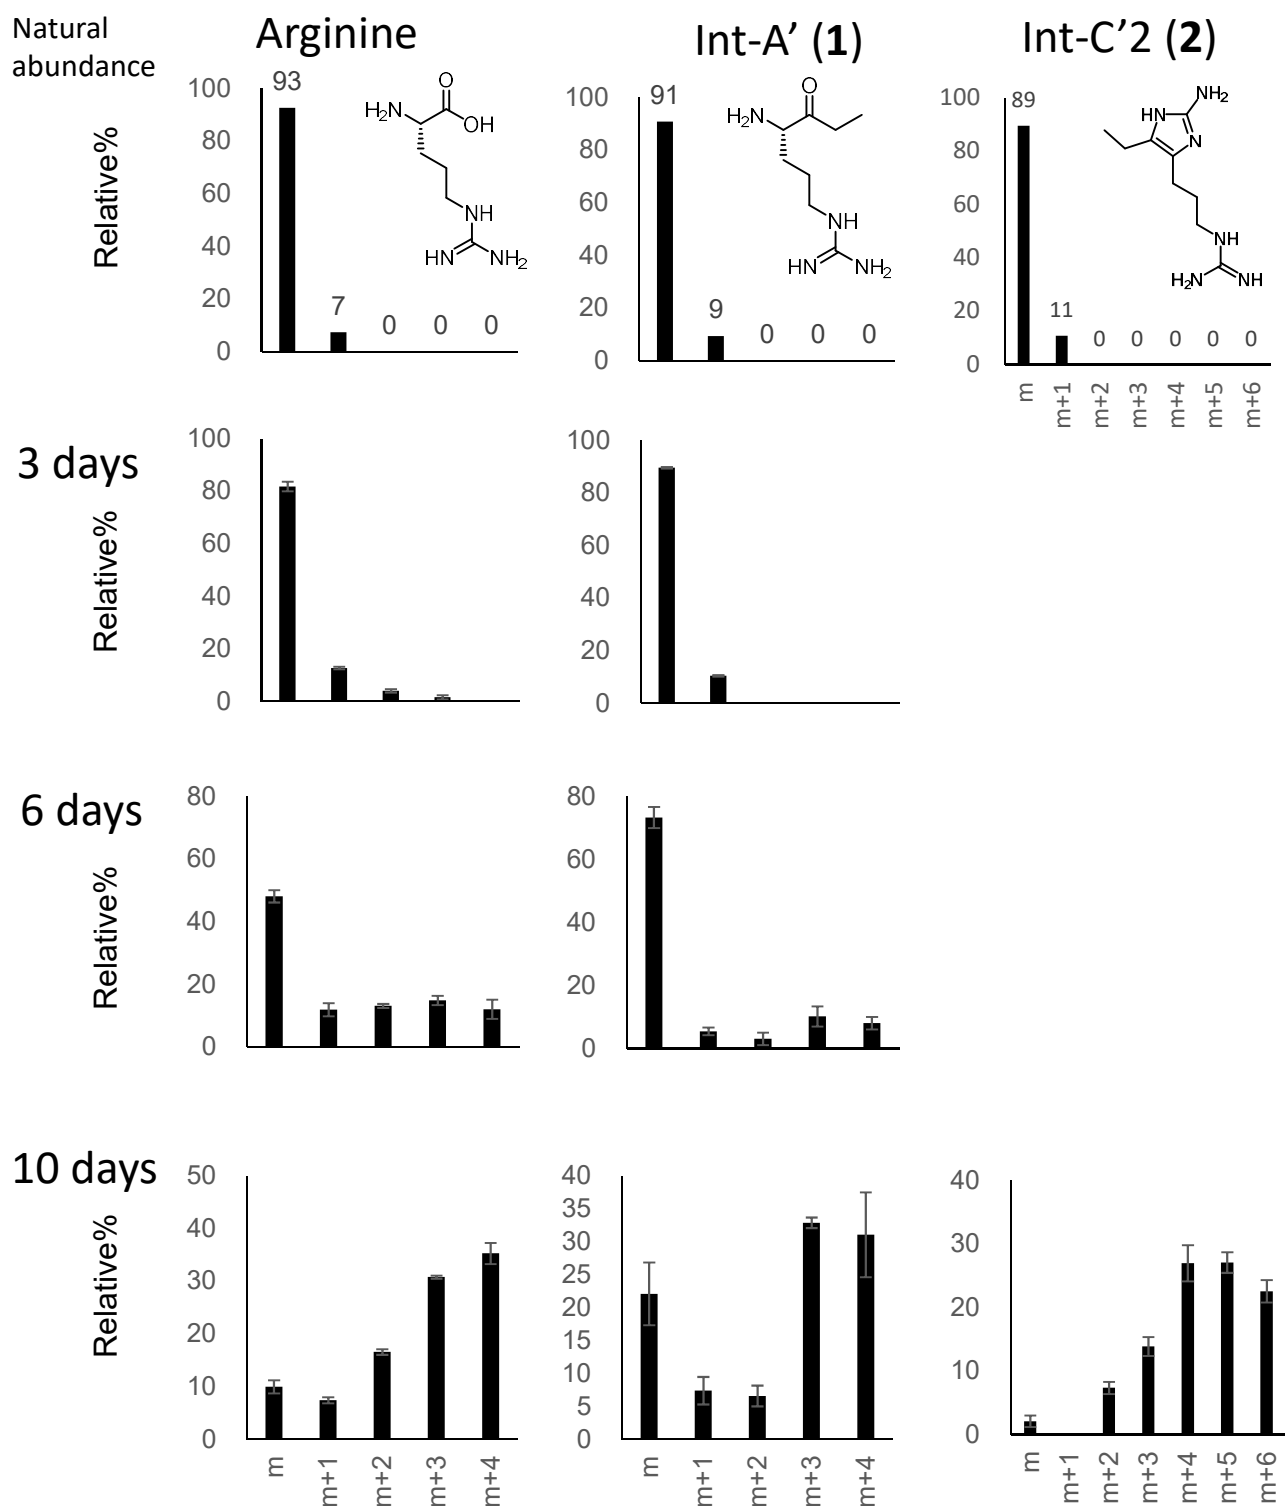 Natural
abundance
Arginine
Int-A’ (1)
Int-C’2 (2)
Relative%
100
80
60
40
20
0
93
7
0
0
0
H₂N
O
OH
NH
HN
NH₂
100
80
60
40
20
0
91
9
0
0
0
H₂N
O
NH
HN
NH₂
100
80
60
40
20
0
89
11
0
0
0
0
0
HN
NH₂
N
NH
H₂N
NH
m
m+1
m+2
m+3
m+4
m+5
m+6
3 days
Relative%
100
80
60
40
20
0
100
80
60
40
20
0
6 days
Relative%
80
60
40
20
0
80
60
40
20
0
10 days
Relative%
50
40
30
20
10
0
m
m+1
m+2
m+3
m+4
40
35
30
25
20
15
10
5
0
m
m+1
m+2
m+3
m+4
40
30
20
10
0
m
m+1
m+2
m+3
m+4
m+5
m+6